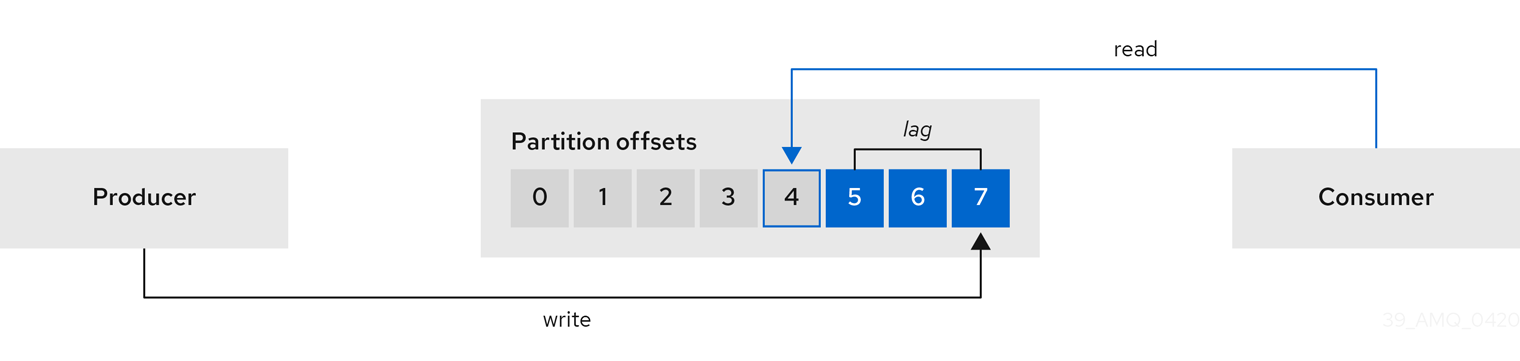 read
lag
Partition offsets
Producer
0 1 2 3 4 5 6 7
Consumer
write
39_AMQ_0420